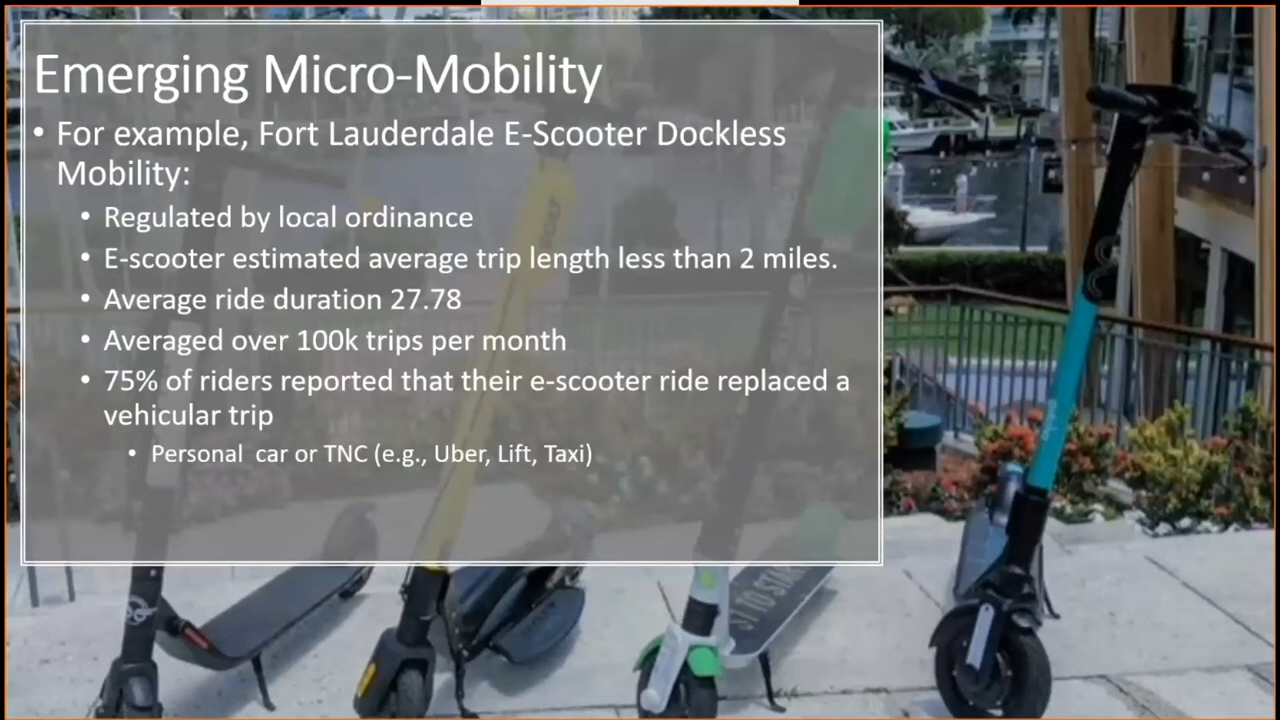 Emerging Micro-Mobility
• For example, Fort Lauderdale E-Scooter Dockless
Mobility:
• Regulated by local ordinance
• E-scooter estimated average trip length less than 2 miles.
• Average ride duration 27.78
• Averaged over 100k trips per month
• 75% of riders reported that their e-scooter ride replaced a
vehicular trip
• Personal car or TNC (e.g., Uber, Lift, Taxi)